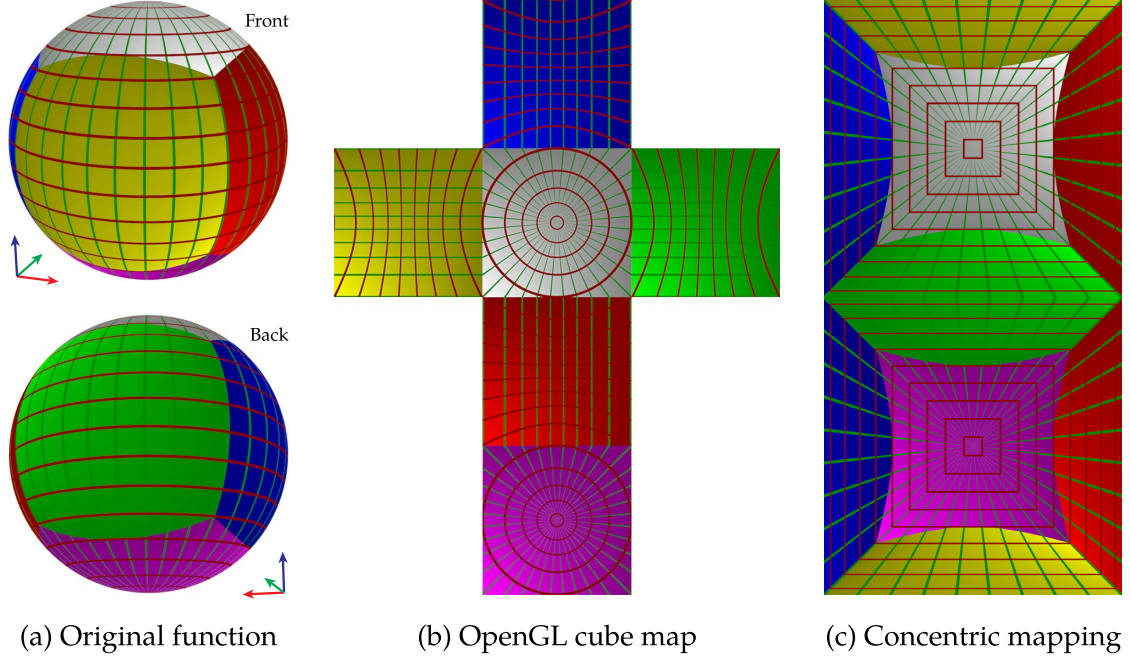 Front
Back
(a) Original function
(b) OpenGL cube map
(c) Concentric mapping